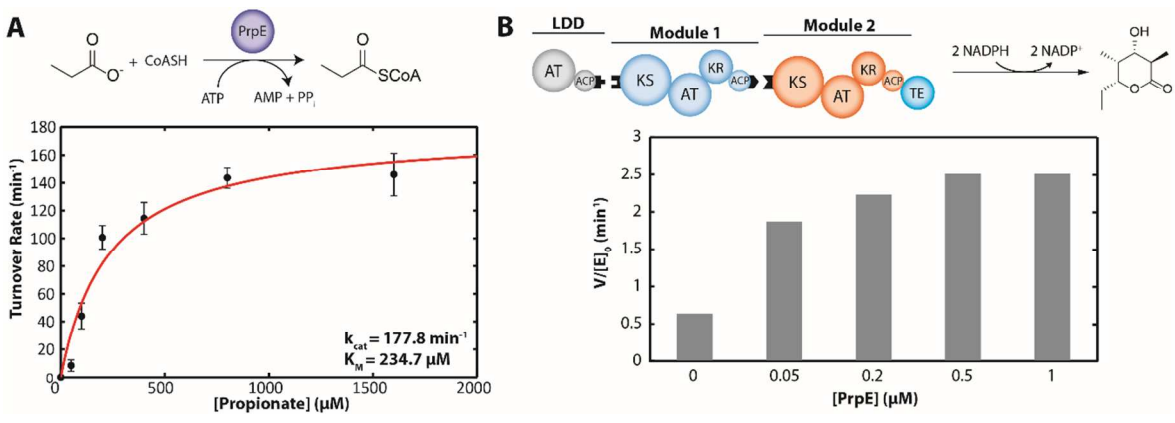 A
PrpE
O
O-
+ CoASH
ATP
AMP + PPi
O
SCoA
Turnover Rate (min-1)
180
160
140
120
100
80
60
40
20
0
kcat = 177.8 min-1
KM = 234.7 µM
0
500
1000
1500
2000
[Propionate] (µM)
B
LDD
Module 1
Module 2
AT
ACP
KS
AT
KR
ACP
KS
AT
KR
ACP
TE
2 NADPH
2 NADP+
OH
O
O
V/[E]0 (min-1)
3
2.5
2
1.5
1
0.5
0
0
0.05
0.2
0.5
1
[PrpE] (µM)